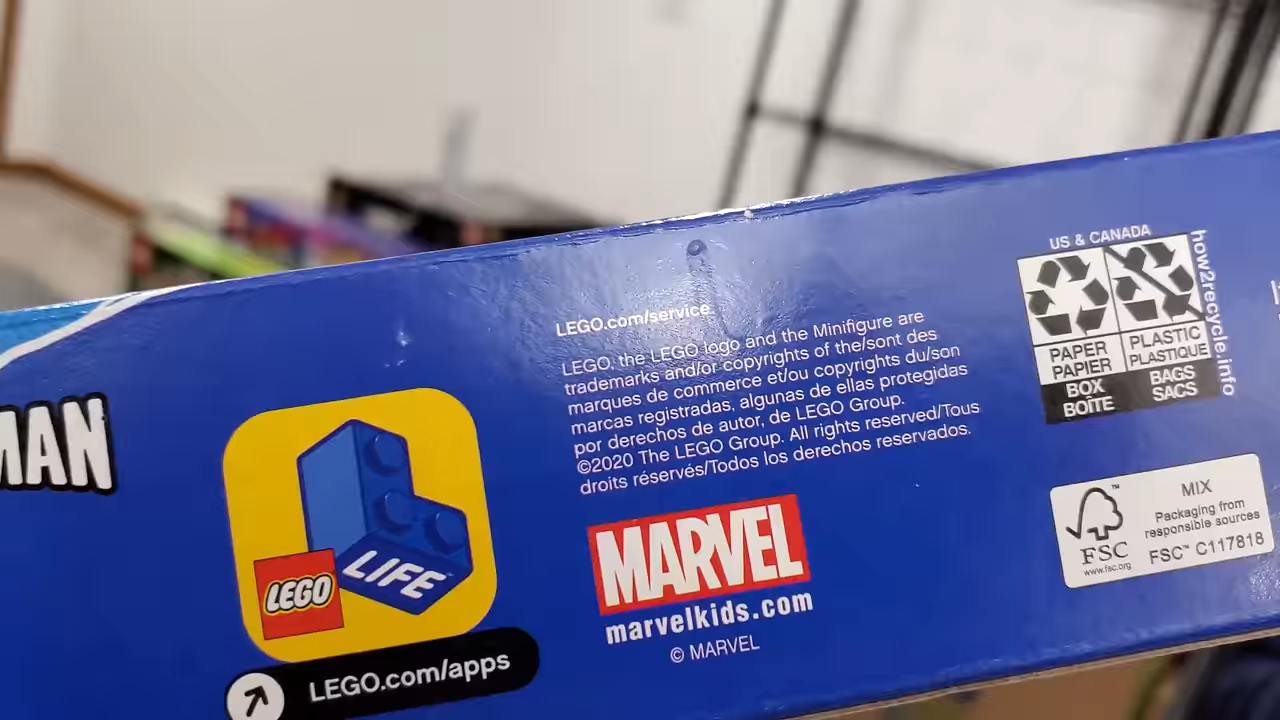 MAN
LEGO
LIFE
LEGO.com/apps
LEGO.com/service
LEGO, the LEGO logo and the Minifigure are
trademarks and/or copyrights of the/sont des
marques de commerce et/ou copyrights du/son
marcas registradas, algunas de ellas protegidas
por derechos de autor, de LEGO Group.
©2020 The LEGO Group. All rights reserved/Tous
droits réservés/Todos los derechos reservados.
MARVEL
marvelkids.com
© MARVEL
US & CANADA
PAPER
PAPIER
BOX
BOÎTE
PLASTIC
PLASTIQUE
BAGS
SACS
how2recycle.info
FSC™
www.fsc.org
MIX
Packaging from
responsible sources
FSC™ C117818